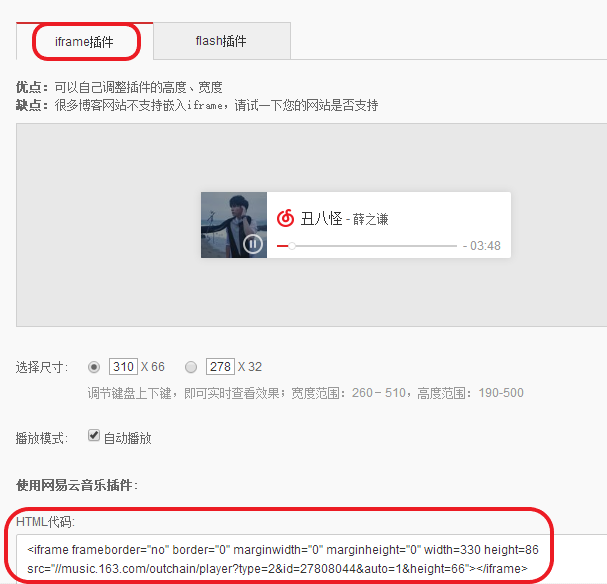 iframe插件 flash插件
优点：可以自己调整插件的高度、宽度
缺点：很多博客网站不支持嵌入iframe，请试一下您的网站是否支持
丑八怪 - 薛之谦
- 03:48
选择尺寸： 310 X 66 278 X 32
调节键盘上下键，即可实时查看效果；宽度范围：260－510，高度范围：190-500
播放模式： 自动播放
使用网易云音乐插件：
HTML代码:
<iframe frameborder="no" border="0" marginwidth="0" marginheight="0" width=330 height=86
src="//music.163.com/outchain/player?type=2&id=27808044&auto=1&height=66"></iframe>